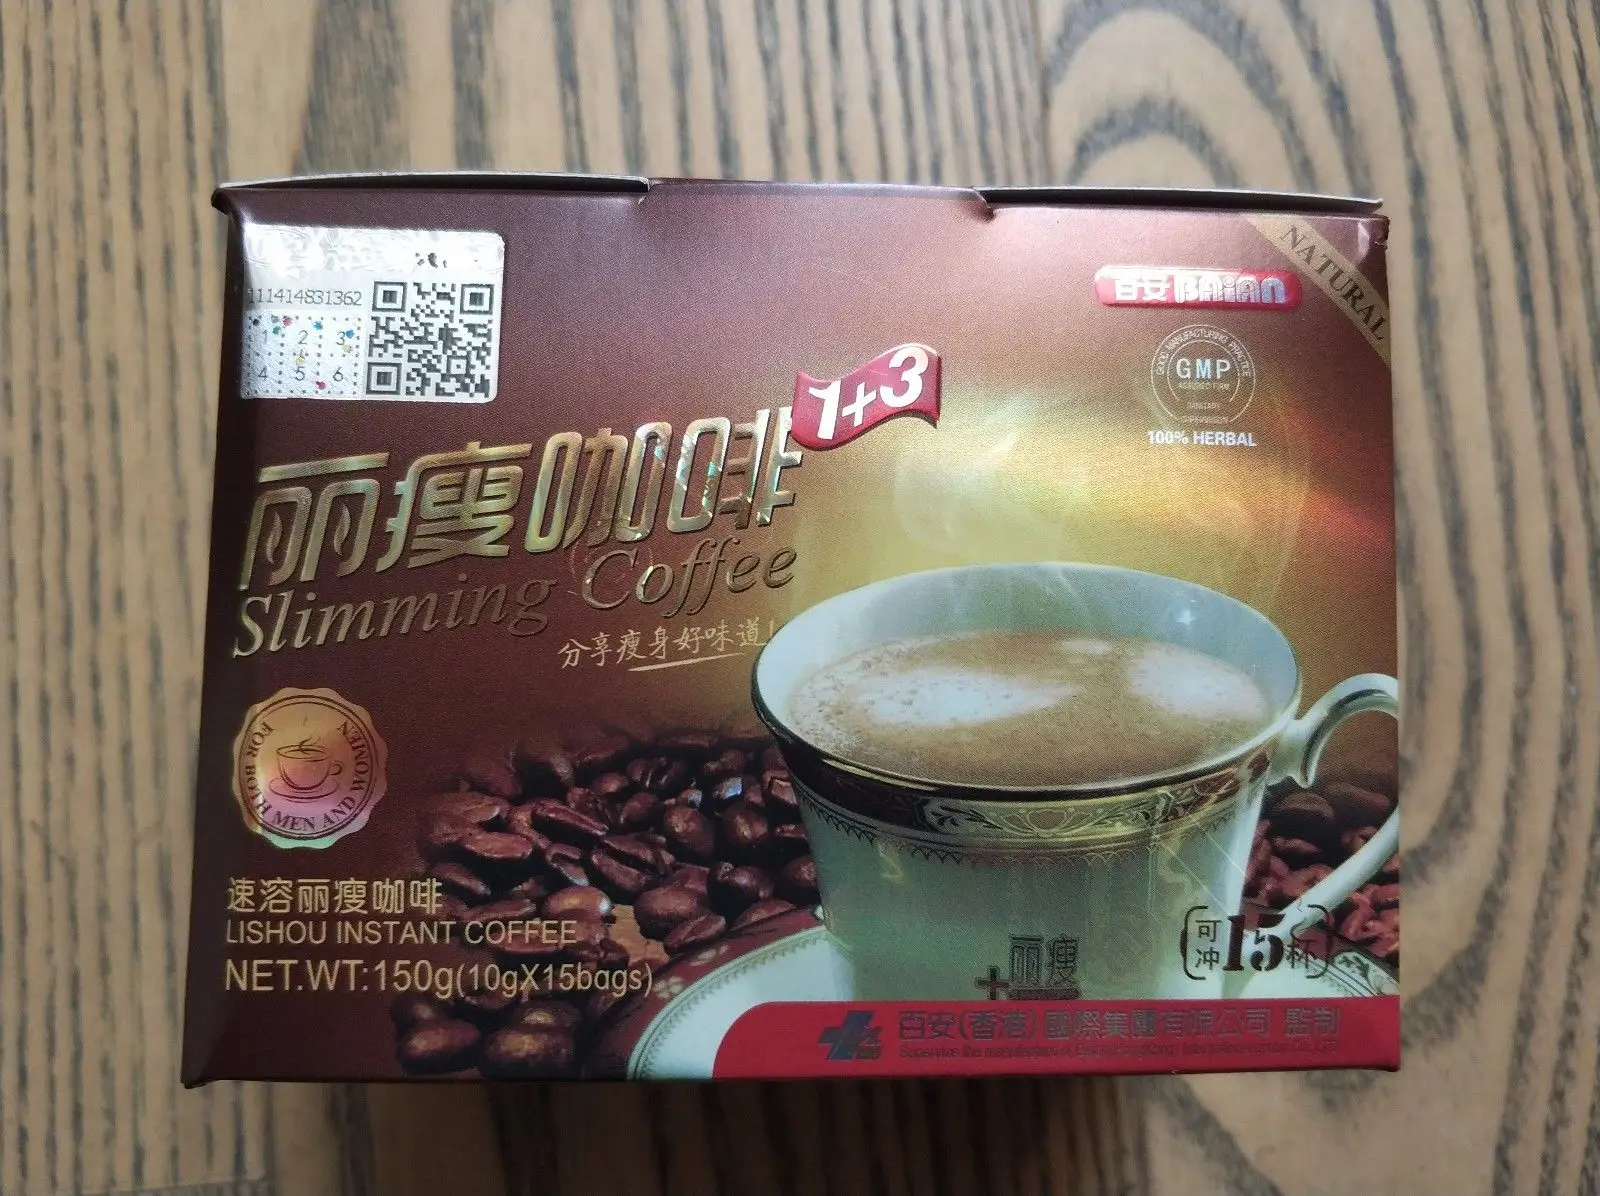 111414831362
1 2 3
4 5 6
百安 BAIAN
NATURAL
GOOD MANUFACTURING PRACTICE
GMP
100% HERBAL
1+3
丽瘦咖啡
Slimming Coffee
分享瘦身好味道!
FOR BOTH MEN AND WOMEN
速溶丽瘦咖啡
LISHOU INSTANT COFFEE
NET.WT:150g(10gX15bags)
丽瘦
可冲15杯
百安(香港)國際集團有限公司 監制